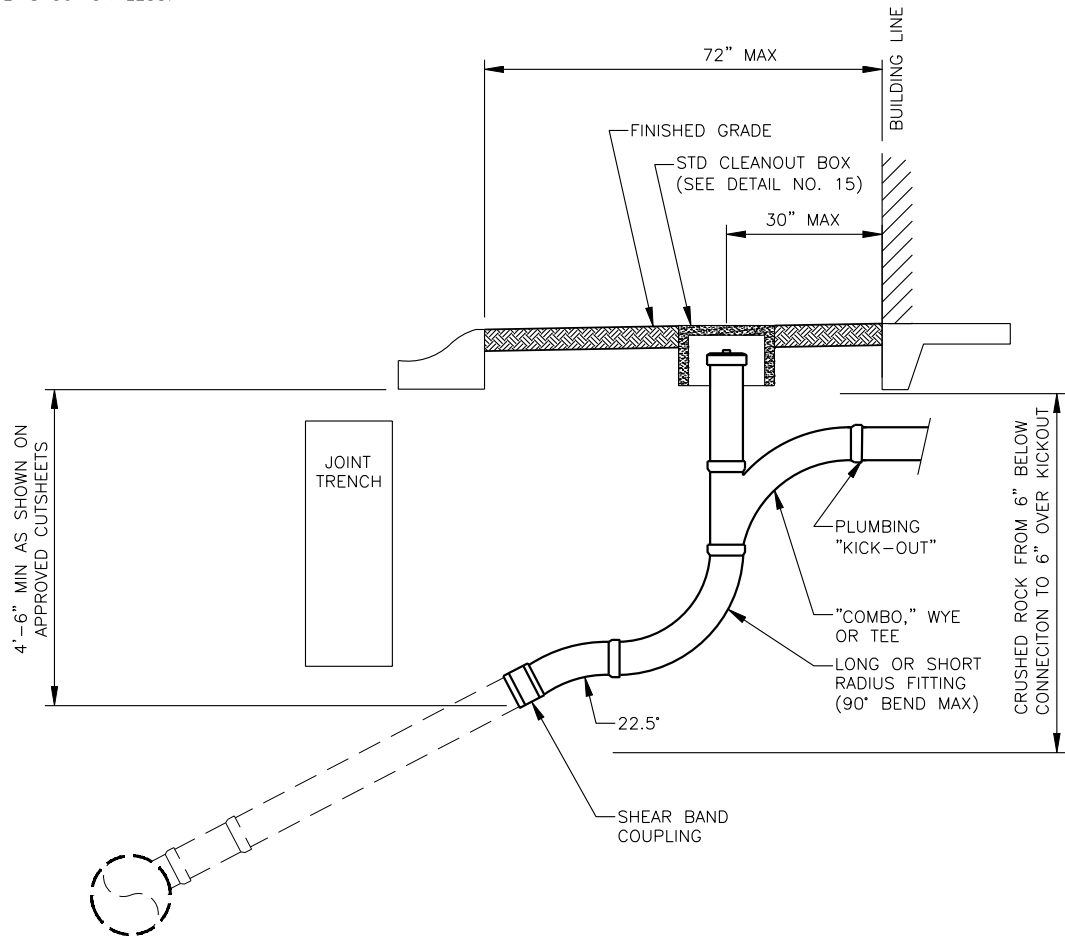 72” MAX
BUILDING LINE
FINISHED GRADE
STD CLEANOUT BOX
(SEE DETAIL NO. 15)
30” MAX
4’-6” MIN AS SHOWN ON
APPROVED CUTSHEETS
JOINT
TRENCH
PLUMBING
"KICK-OUT"
"COMBO," WYE
OR TEE
LONG OR SHORT
RADIUS FITTING
(90° BEND MAX)
CRUSHED ROCK FROM 6” BELOW
CONNECITON TO 6” OVER KICKOUT
22.5°
SHEAR BAND
COUPLING